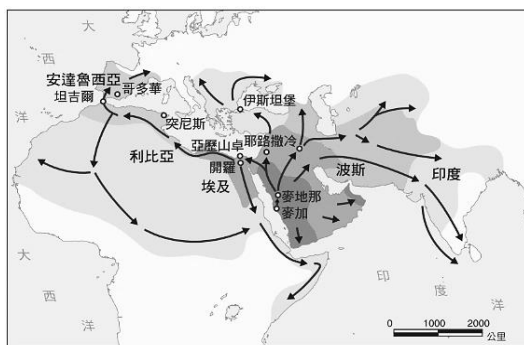 大
西
洋
安達魯西亞
哥多華
坦吉爾
突尼斯
伊斯坦堡
亞歷山卓
耶路撒冷
利比亞
開羅
埃及
波斯
印度
麥地那
麥加
大
西
洋
印
度
洋
0 1000 2000
公里